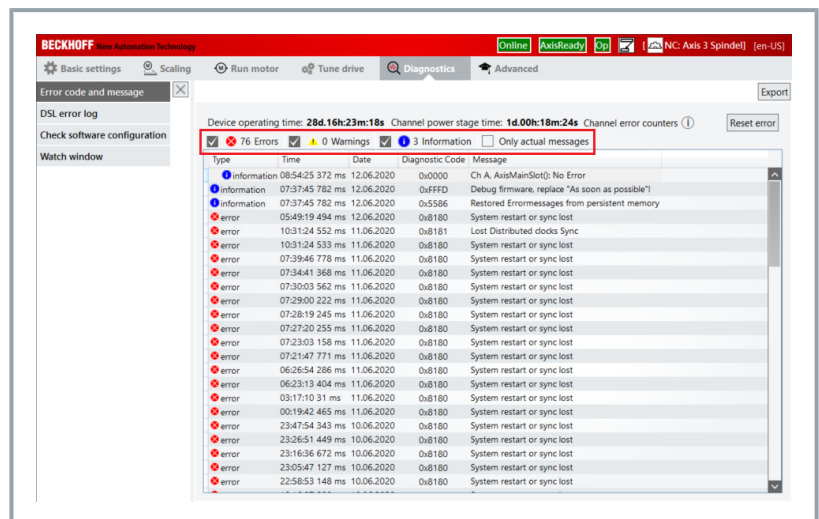 BECKHOFF New Automation Technology Online AxisReady Op [ NC: Axis 3 Spindel] [en-US]
Basic settings Scaling Run motor Tune drive Diagnostics Advanced
Error code and message Export
DSL error log
Check software configuration
Watch window
Device operating time: 28d.16h:23m:18s Channel power stage time: 1d.00h:18m:24s Channel error counters Reset error
76 Errors 0 Warnings 3 Information Only actual messages
Type Time Date Diagnostic Code Message
information 08:54:25 372 ms 12.06.2020 0x0000 Ch A, AxisMainSlot(): No Error
information 07:37:45 782 ms 12.06.2020 0xFFFD Debug firmware, replace "As soon as possible"!
information 07:37:45 782 ms 12.06.2020 0x5586 Restored Errormessages from persistent memory
error 05:49:19 494 ms 12.06.2020 0x8180 System restart or sync lost
error 10:31:24 552 ms 11.06.2020 0x8181 Lost Distributed clocks Sync
error 10:31:24 533 ms 11.06.2020 0x8180 System restart or sync lost
error 07:39:46 778 ms 11.06.2020 0x8180 System restart or sync lost
error 07:34:41 368 ms 11.06.2020 0x8180 System restart or sync lost
error 07:30:03 562 ms 11.06.2020 0x8180 System restart or sync lost
error 07:29:00 222 ms 11.06.2020 0x8180 System restart or sync lost
error 07:28:19 245 ms 11.06.2020 0x8180 System restart or sync lost
error 07:27:20 255 ms 11.06.2020 0x8180 System restart or sync lost
error 07:23:03 158 ms 11.06.2020 0x8180 System restart or sync lost
error 07:21:47 771 ms 11.06.2020 0x8180 System restart or sync lost
error 06:26:54 286 ms 11.06.2020 0x8180 System restart or sync lost
error 06:23:13 404 ms 11.06.2020 0x8180 System restart or sync lost
error 03:17:10 31 ms 11.06.2020 0x8180 System restart or sync lost
error 00:19:42 465 ms 11.06.2020 0x8180 System restart or sync lost
error 23:47:54 343 ms 10.06.2020 0x8180 System restart or sync lost
error 23:26:51 449 ms 10.06.2020 0x8180 System restart or sync lost
error 23:16:36 672 ms 10.06.2020 0x8180 System restart or sync lost
error 23:05:47 127 ms 10.06.2020 0x8180 System restart or sync lost
error 22:58:53 148 ms 10.06.2020 0x8180 System restart or sync lost